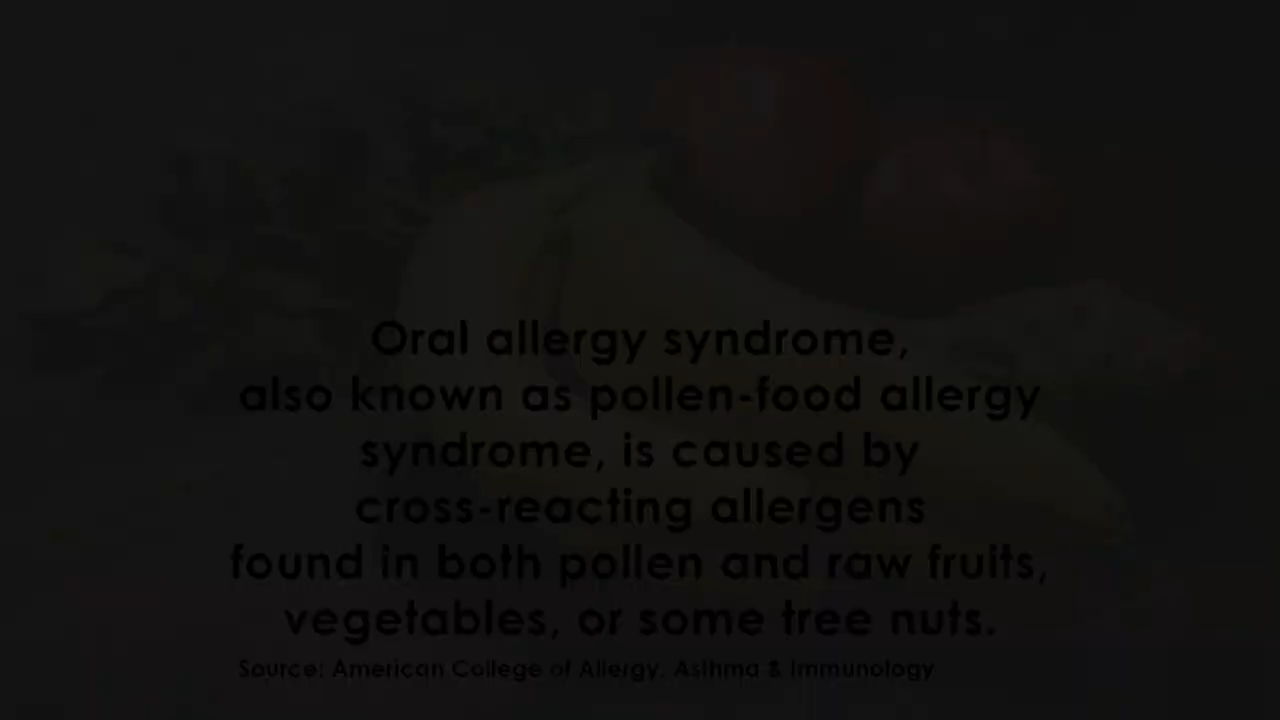 Oral allergy syndrome,
also known as pollen-food allergy
syndrome, is caused by
cross-reacting allergens
found in both pollen and raw fruits,
vegetables, or some tree nuts.
Source: American College of Allergy, Asthma & Immunology